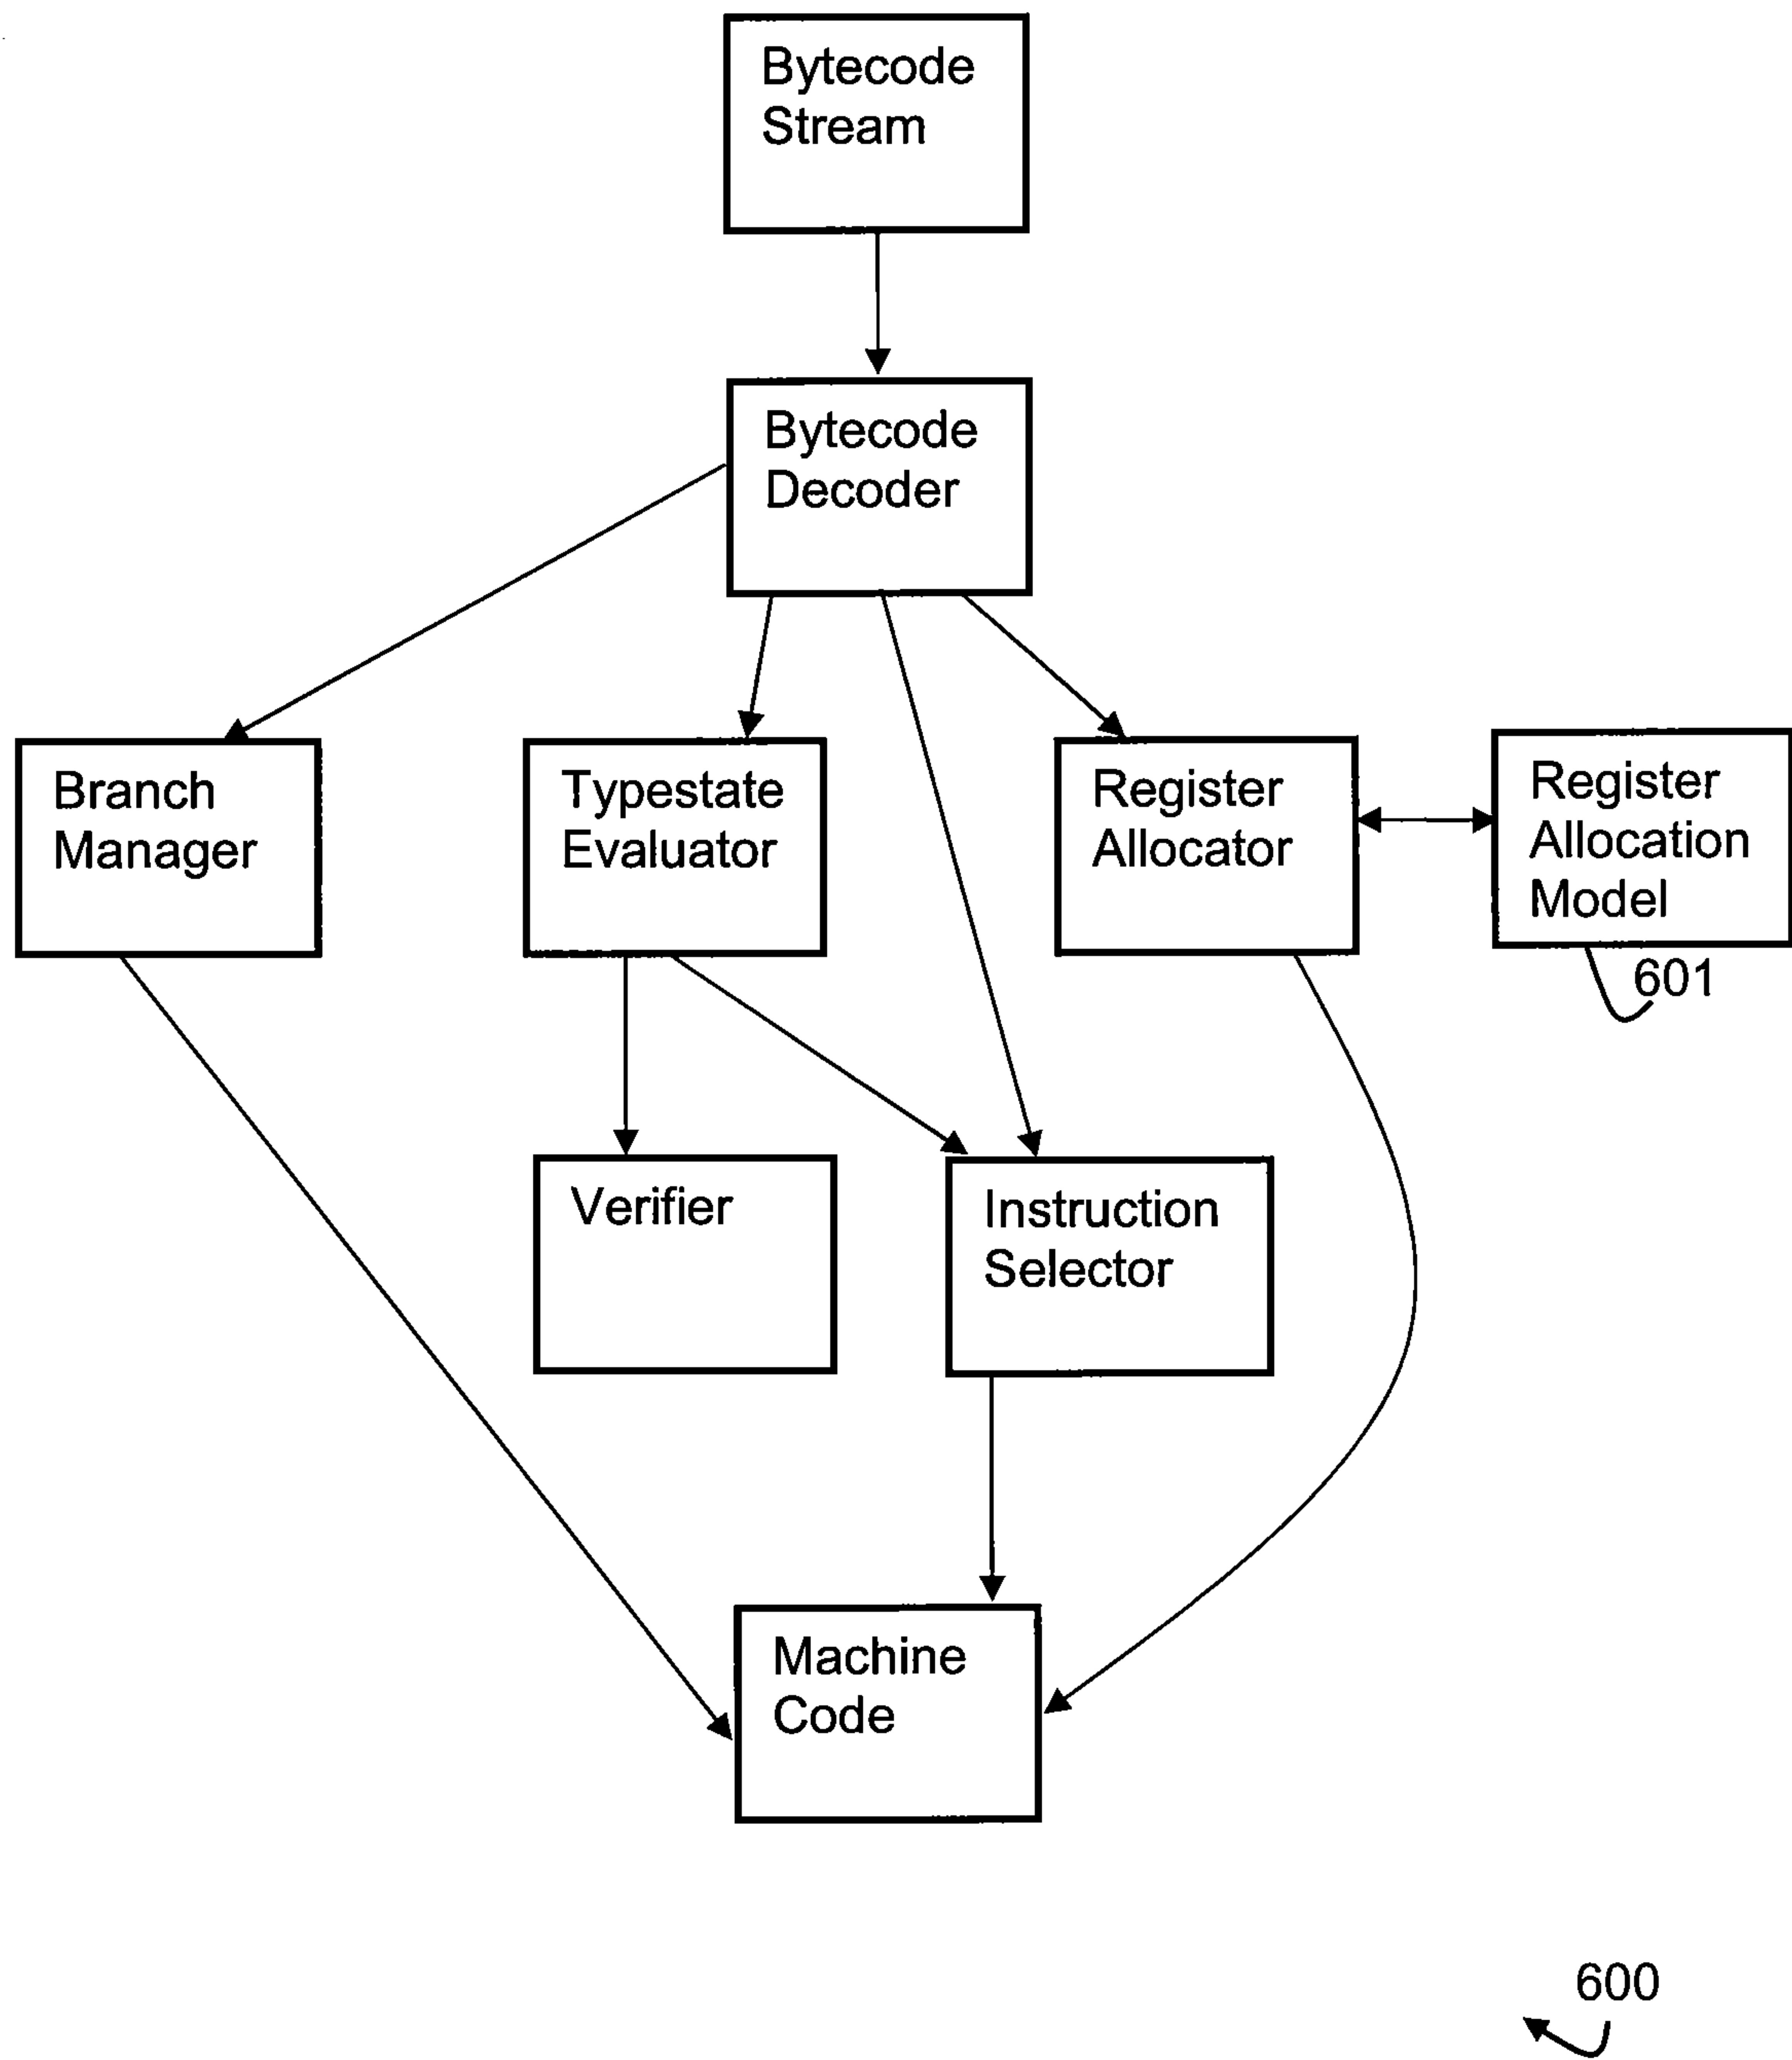 Bytecode
Stream
Bytecode
Decoder
Branch
Manager
Typestate
Evaluator
Register
Allocator
Register
Allocation
Model
601
Verifier
Instruction
Selector
Machine
Code
600